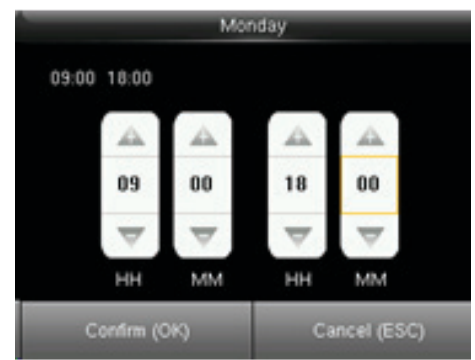 Monday
09:00 18:00
09 00 18 00
HH MM HH MM
Confirm (OK) Cancel (ESC)